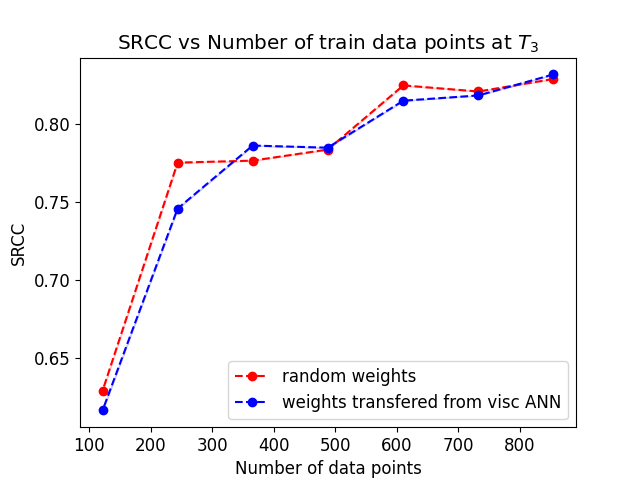 SRCC vs Number of train data points at T₃
0.80
0.75
0.70
0.65
SRCC
random weights
weights transfered from visc ANN
100 200 300 400 500 600 700 800
Number of data points